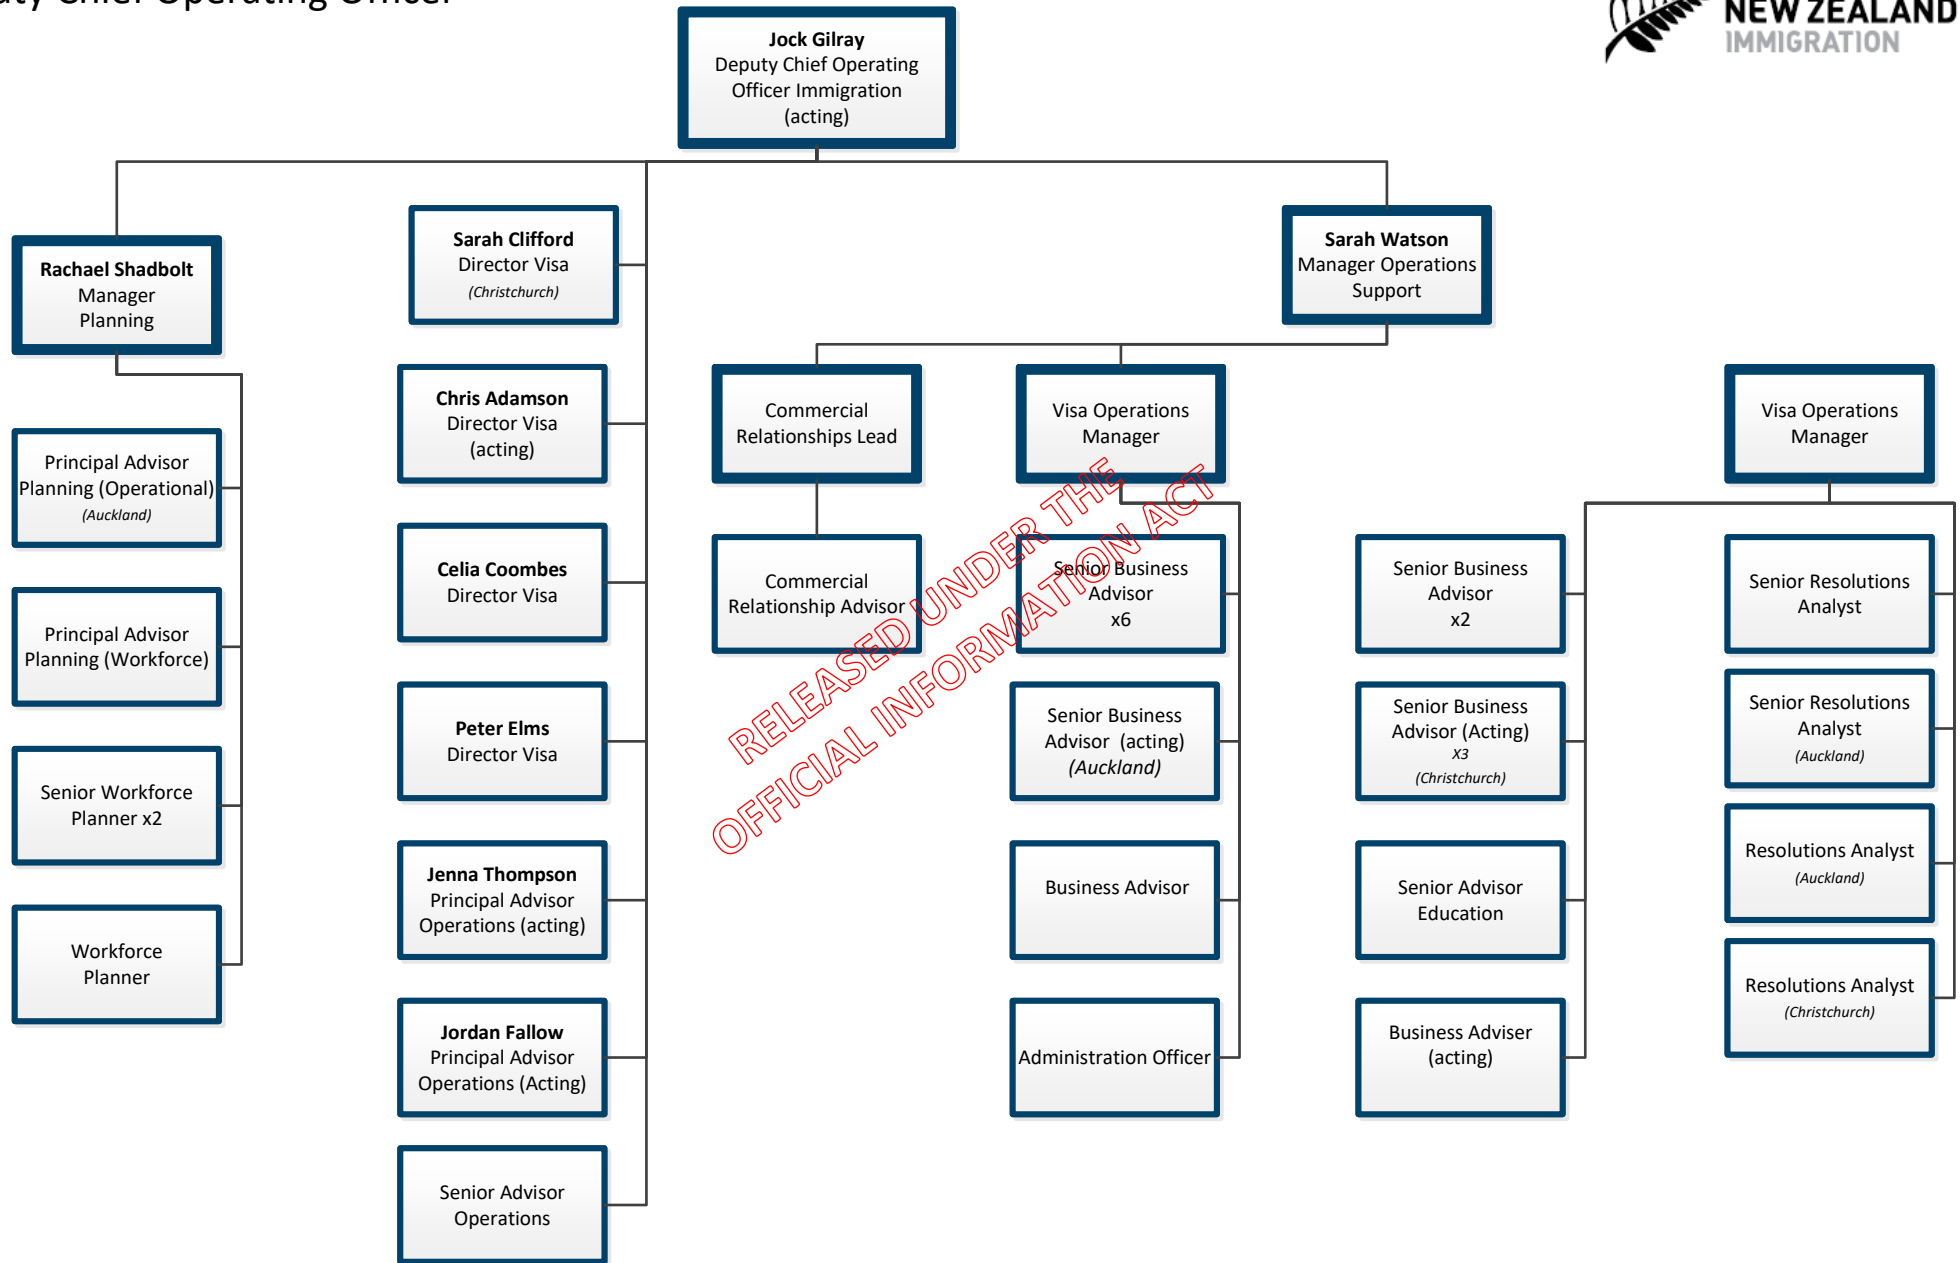 Chief Operating Officer
NEW ZEALAND
IMMIGRATION
Jock Gilray
Deputy Chief Operating
Officer Immigration
(acting)
Rachael Shadbolt
Manager
Planning
Principal Advisor
Planning (Operational)
(Auckland)
Principal Advisor
Planning (Workforce)
Senior Workforce
Planner x2
Workforce
Planner
Sarah Clifford
Director Visa
(Christchurch)
Chris Adamson
Director Visa
(acting)
Celia Coombes
Director Visa
Peter Elms
Director Visa
Jenna Thompson
Principal Advisor
Operations (acting)
Jordan Fallow
Principal Advisor
Operations (Acting)
Senior Advisor
Operations
Sarah Watson
Manager Operations
Support
Commercial
Relationships Lead
Commercial
Relationship Advisor
Visa Operations
Manager
Senior Business
Advisor
x6
Senior Business
Advisor (acting)
(Auckland)
Business Advisor
Administration Officer
Visa Operations
Manager
Senior Business
Advisor
x2
Senior Business
Advisor (Acting)
X3
(Christchurch)
Senior Advisor
Education
Business Adviser
(acting)
Senior Resolutions
Analyst
Senior Resolutions
Analyst
(Auckland)
Resolutions Analyst
(Auckland)
Resolutions Analyst
(Christchurch)
RELEASED UNDER THE
OFFICIAL INFORMATION ACT